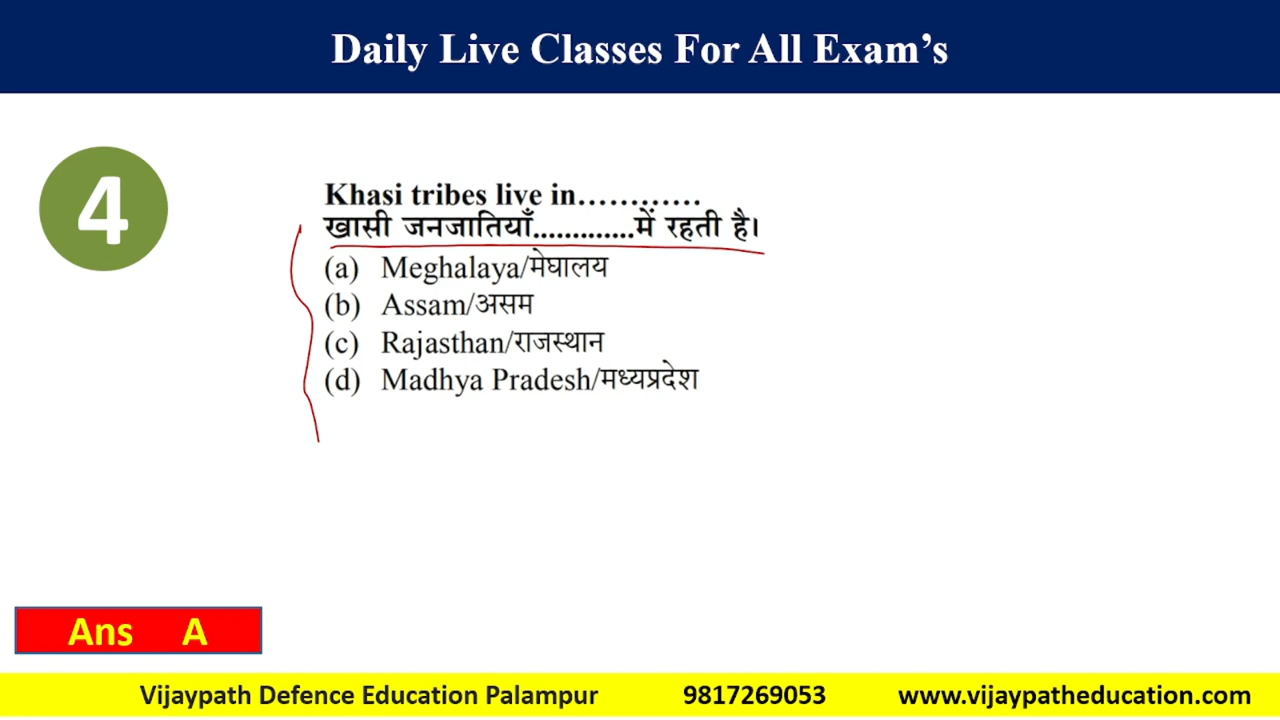 Daily Live Classes For All Exam’s
4
Khasi tribes live in…………
खासी जनजातियाँ.............में रहती है।
(a) Meghalaya/मेघालय
(b) Assam/असम
(c) Rajasthan/राजस्थान
(d) Madhya Pradesh/मध्यप्रदेश
Ans A
Vijaypath Defence Education Palampur 9817269053 www.vijaypatheducation.com